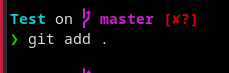 Test on  master [✘?]
❯ git add .